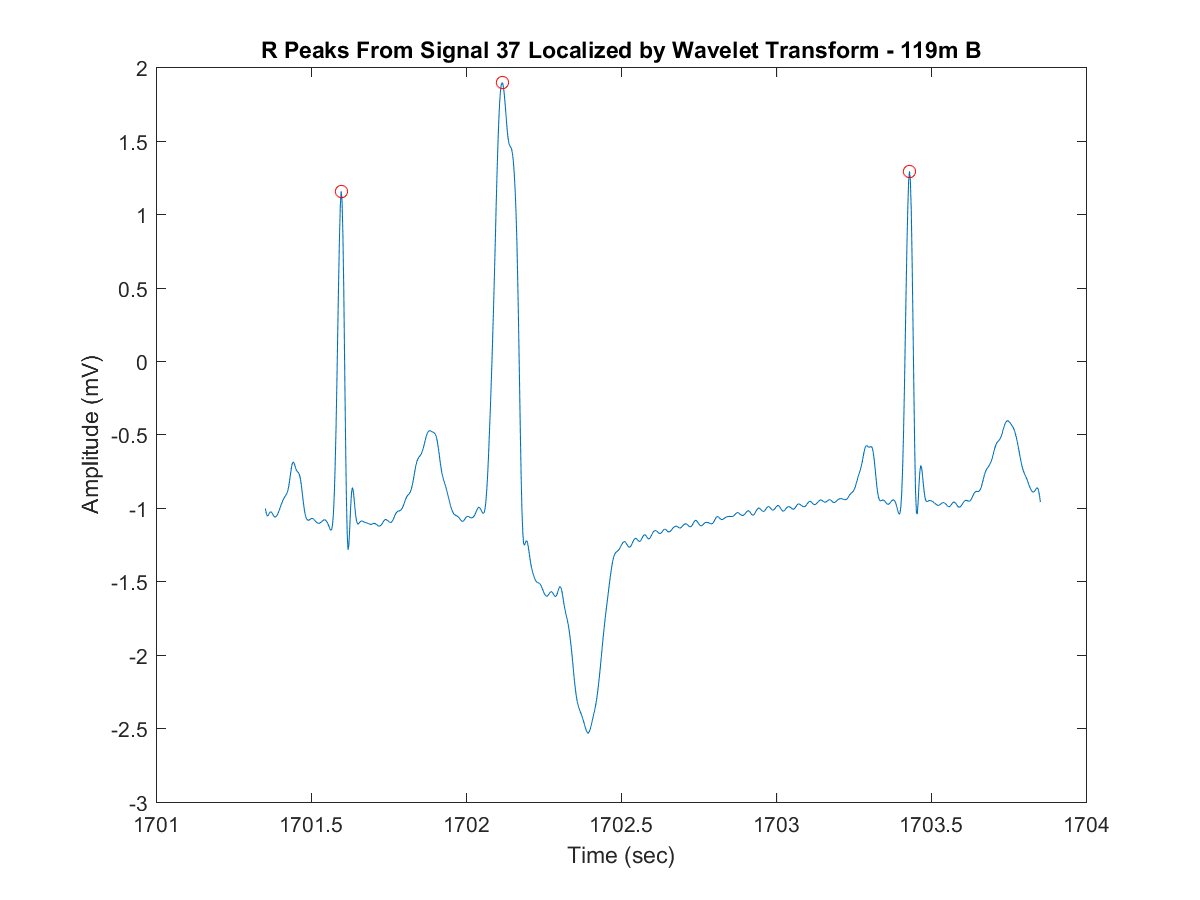 R Peaks From Signal 37 Localized by Wavelet Transform - 119m B
2
1.5
1
0.5
0
-0.5
-1
-1.5
-2
-2.5
-3
Amplitude (mV)
1701 1701.5 1702 1702.5 1703 1703.5 1704
Time (sec)